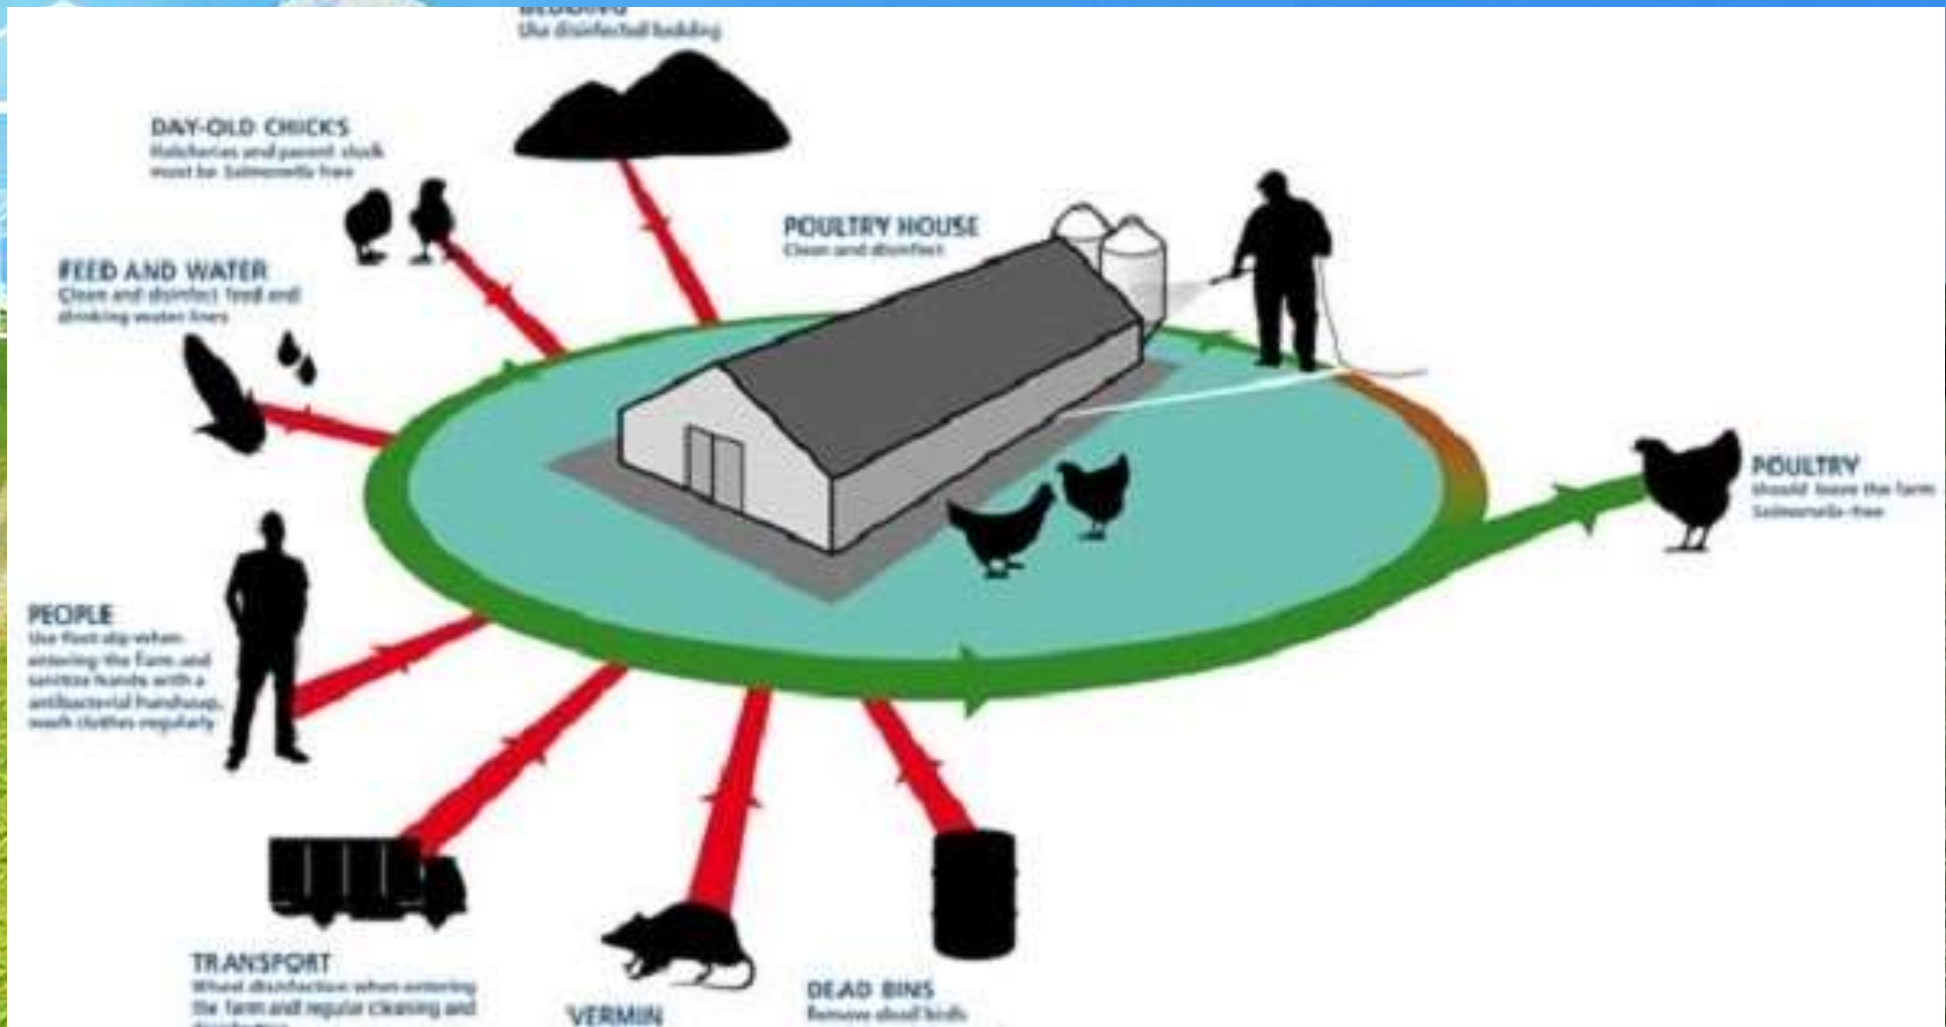 BEDDING
Use disinfected bedding
DAY-OLD CHICKS
Hatcheries and parent stock
must be Salmonella free
FEED AND WATER
Clean and disinfect feed and
drinking water lines
POULTRY HOUSE
Clean and disinfect
POULTRY
should leave the farm
Salmonella-free
PEOPLE
Use foot dip when
entering the farm and
sanitize hands with a
antibacterial handsoap,
wash clothes regularly
TRANSPORT
Wheel disinfection when entering
the farm and regular cleaning and
VERMIN
DEAD BINS
Remove dead birds